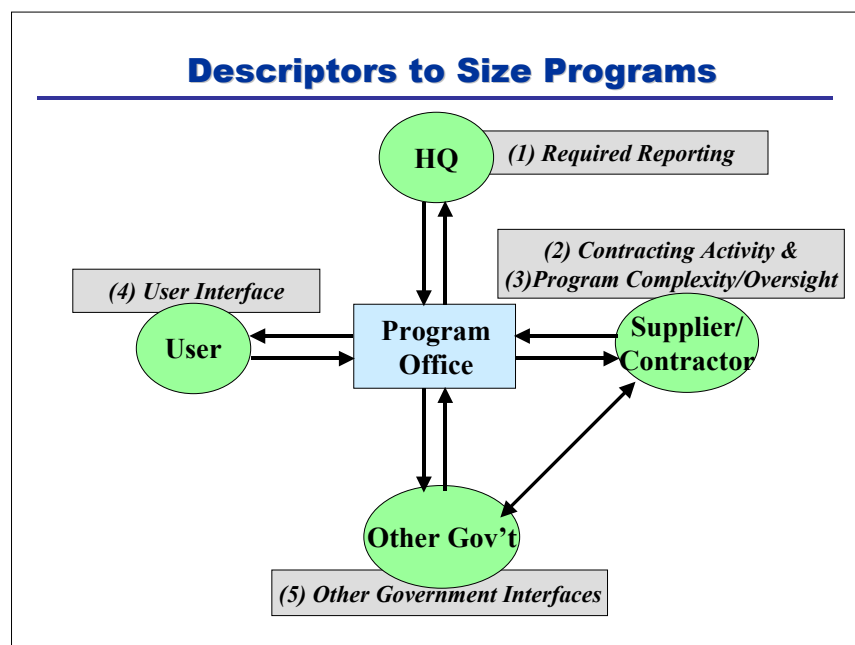 Descriptors to Size Programs
HQ
(1) Required Reporting
(2) Contracting Activity &
(3)Program Complexity/Oversight
(4) User Interface
User
Program
Office
Supplier/
Contractor
Other Gov't
(5) Other Government Interfaces